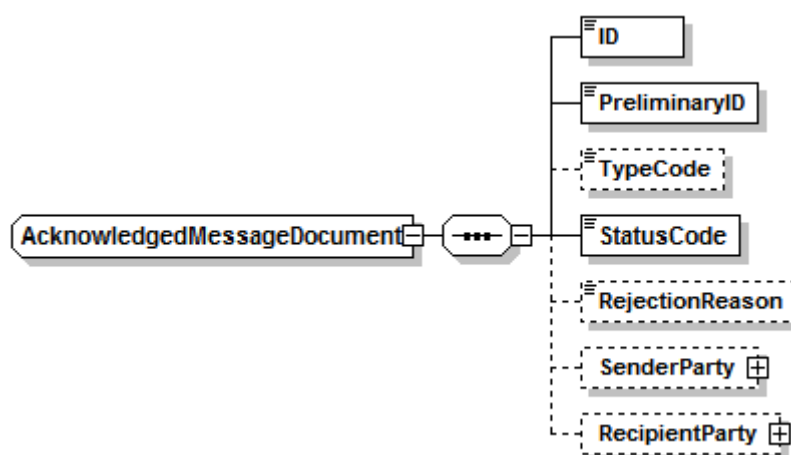 ID
PreliminaryID
TypeCode
AcknowledgedMessageDocument
StatusCode
RejectionReason
SenderParty
RecipientParty